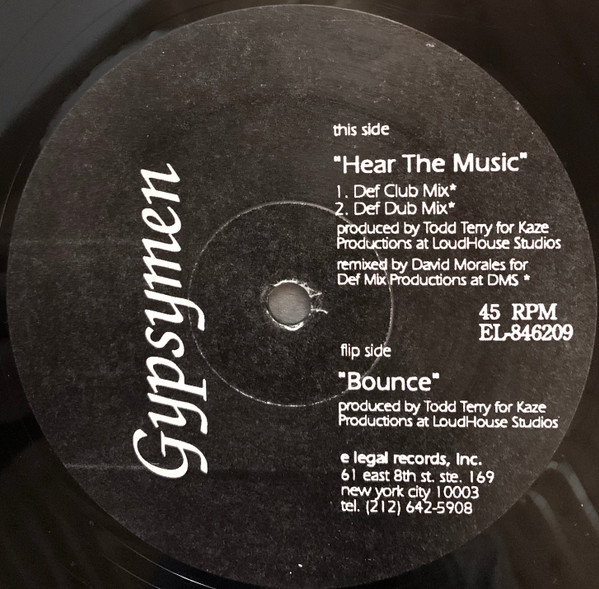 Gypsymen
this side
"Hear The Music"
1. Def Club Mix*
2. Def Dub Mix*
produced by Todd Terry for Kaze
Productions at LoudHouse Studios
remixed by David Morales for
Def Mix Productions at DMS *
45 RPM
EL-846209
flip side
"Bounce"
produced by Todd Terry for Kaze
Productions at LoudHouse Studios
e legal records, Inc.
61 east 8th st. ste. 169
new york city 10003
tel. (212) 642-5908